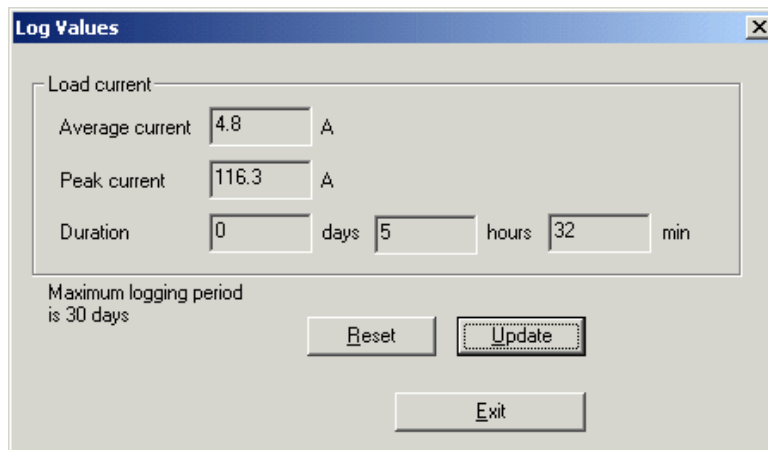 Log Values
Load current
Average current 4.8 A
Peak current 116.3 A
Duration 0 days 5 hours 32 min
Maximum logging period
is 30 days
Reset Update
Exit